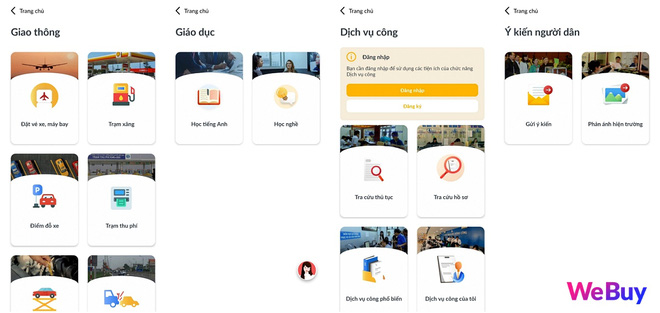 Trang chủ
Giao thông
Đặt vé xe, máy bay
Trạm xăng
Điểm đỗ xe
Trạm thu phí
Trang chủ
Giáo dục
Học tiếng Anh
Học nghề
Trang chủ
Dịch vụ công
Đăng nhập
Bạn cần đăng nhập để sử dụng các tiện ích của chức năng
Dịch vụ công
Đăng nhập
Đăng ký
Tra cứu thủ tục
Tra cứu hồ sơ
Dịch vụ công phổ biến
Dịch vụ công của tôi
Trang chủ
Ý kiến người dân
Gửi ý kiến
Phản ánh hiện trường
WeBuy